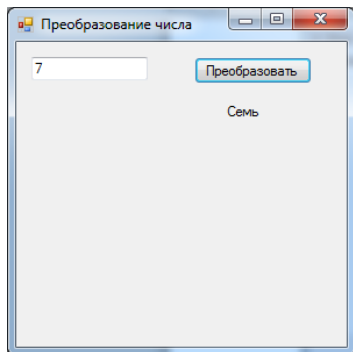 Преобразование числа
7
Преобразовать
Семь